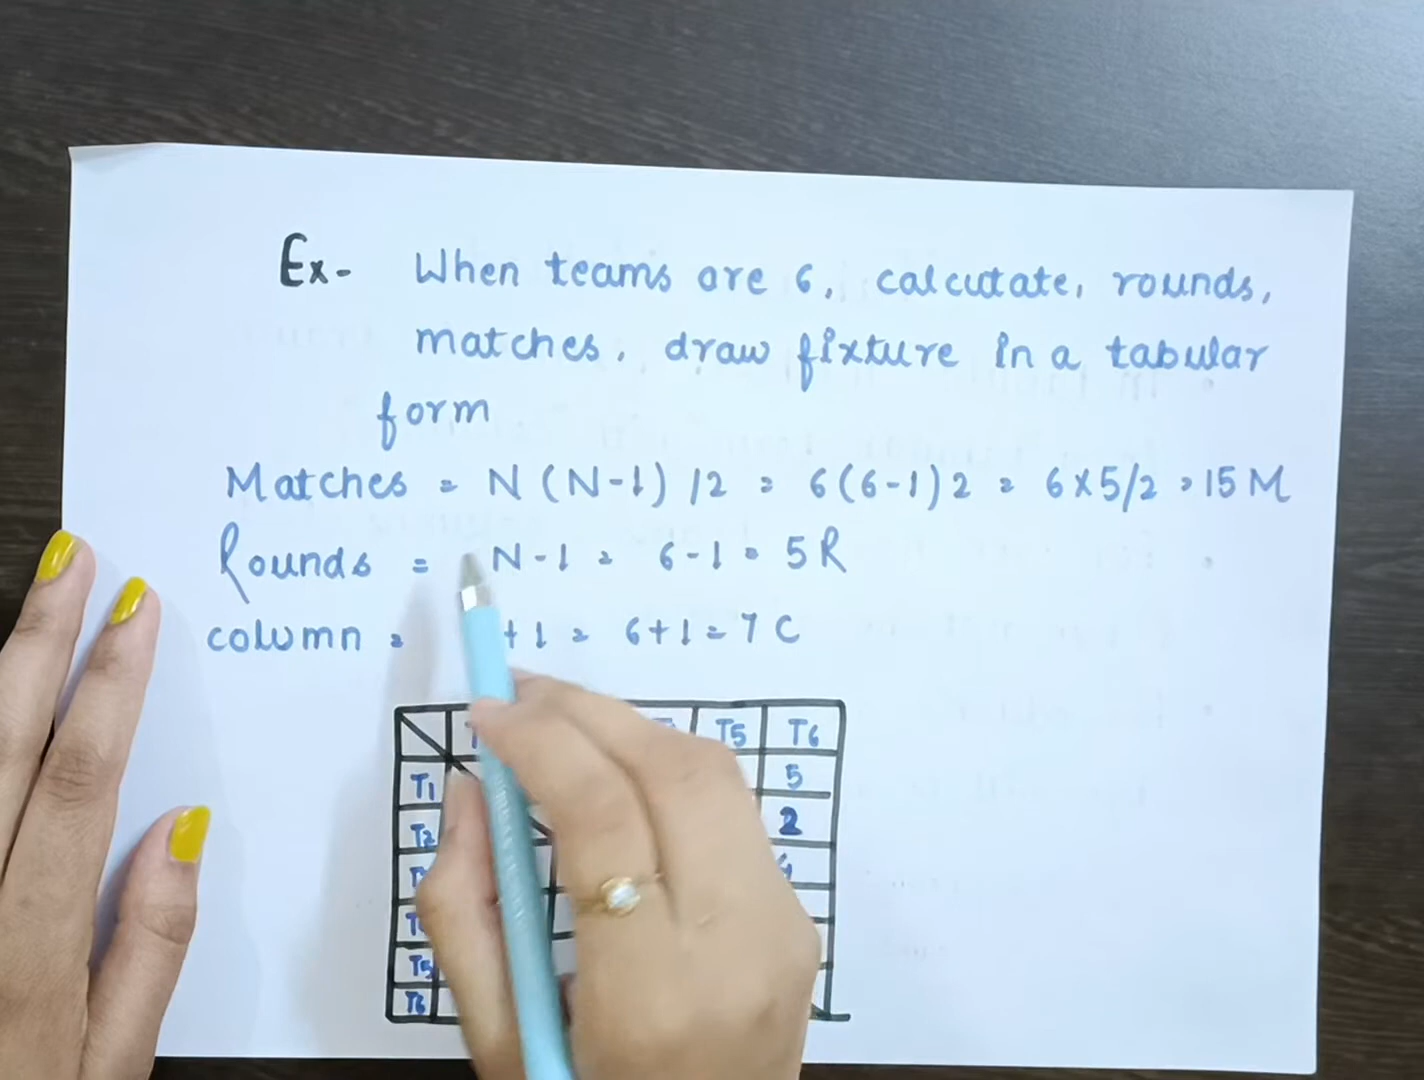 Ex- When teams are 6, calcutate, rounds,
matches, draw fixture in a tabular
form
Matches = N (N-1) /2 = 6(6-1)2 = 6x5/2 = 15 M
Rounds = N-1 = 6-1 = 5 R
column = +1 = 6+1 = 7 C
T5 T6
T1 5
T2 2
T5
T6